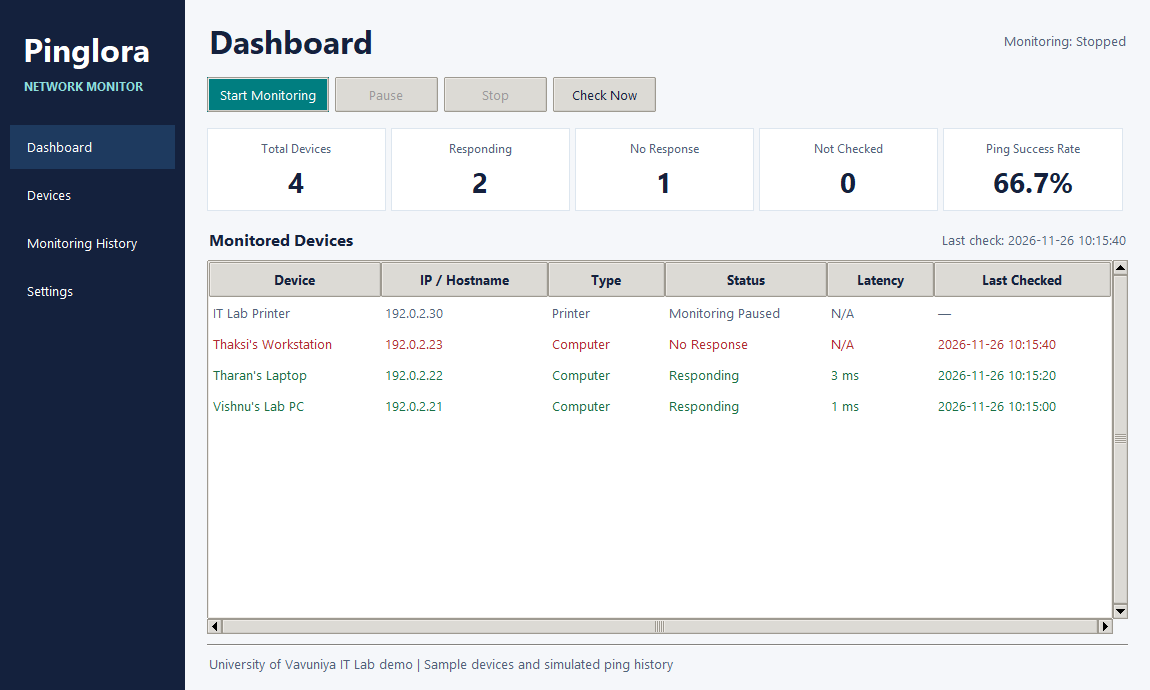 Pinglora
NETWORK MONITOR
Dashboard
Devices
Monitoring History
Settings
Dashboard
Monitoring: Stopped
Start Monitoring Pause Stop Check Now
Total Devices Responding No Response Not Checked Ping Success Rate
4 2 1 0 66.7%
Monitored Devices
Last check: 2026-11-26 10:15:40
Device IP / Hostname Type Status Latency Last Checked
IT Lab Printer 192.0.2.30 Printer Monitoring Paused N/A —
Thaksi's Workstation 192.0.2.23 Computer No Response N/A 2026-11-26 10:15:40
Tharan's Laptop 192.0.2.22 Computer Responding 3 ms 2026-11-26 10:15:20
Vishnu's Lab PC 192.0.2.21 Computer Responding 1 ms 2026-11-26 10:15:00
University of Vavuniya IT Lab demo | Sample devices and simulated ping history